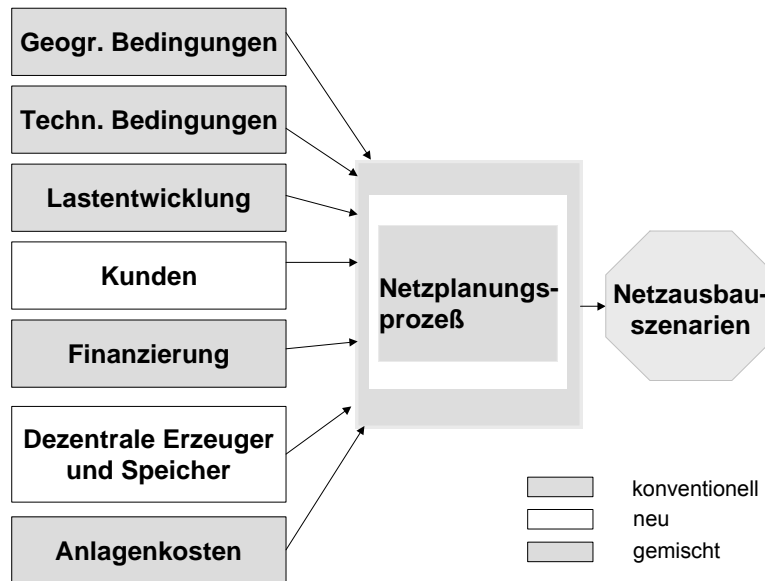 Geogr. Bedingungen
Techn. Bedingungen
Lastentwicklung
Kunden
Finanzierung
Dezentrale Erzeuger
und Speicher
Anlagenkosten
Netzplanungs-
prozeß
Netzausbau-
szenarien
konventionell
neu
gemischt